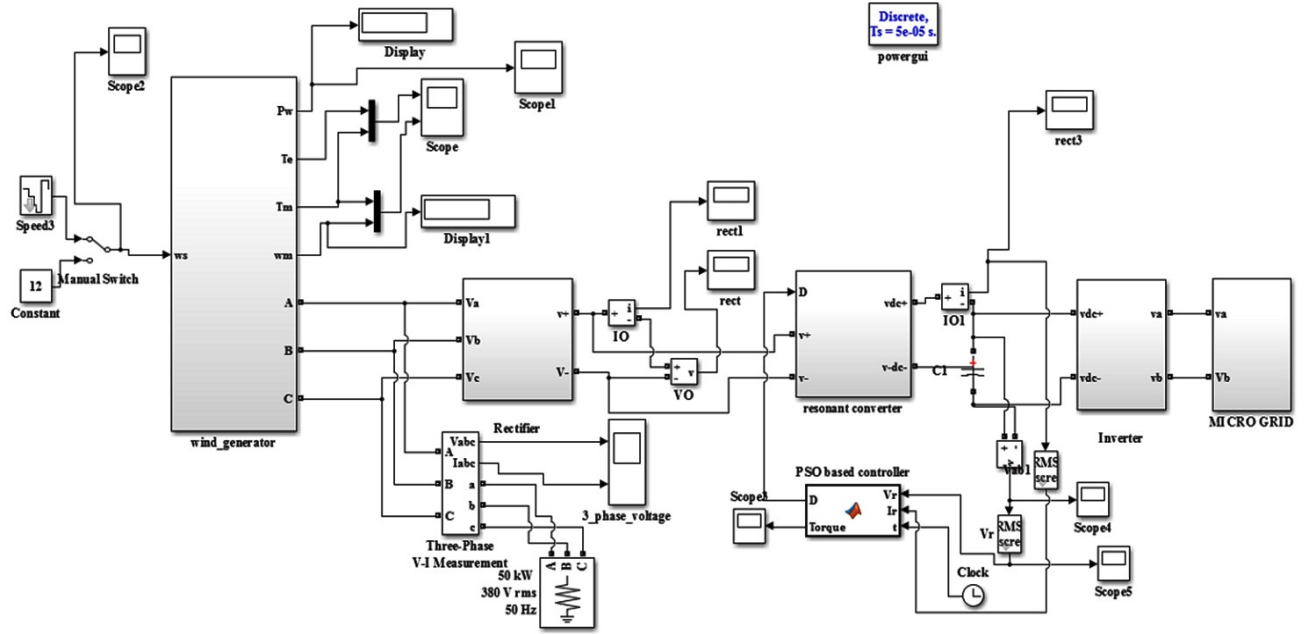 Discrete,
Ts = 5e-05 s.
powergui
Display
Scope2
Scope1
Scope
Pw
Te
Tm
wm
ws
A
B
C
wind_generator
Speed3
Manual Switch
12
Constant
Display1
rect3
rect1
rect
Va
Vb
Vc
v+
V-
Rectifier
+
i
-
IO
+
-
v
VO
D
v+
v-
vdc+
v-dc-
resonant converter
+
i
-
IO1
C1
+
vdc+
vdc-
va
vb
Inverter
va
Vb
MICRO GRID
A
B
C
Vabc
Iabc
a
b
c
Three-Phase
V-I Measurement
3_phase_voltage
A B C
50 kW
380 V rms
50 Hz
PSO based controller
D
Torque
Vr
Ir
t
Scope3
Clock
+ -
Vab1
RMS
Vr
RMS
Scope4
Scope5